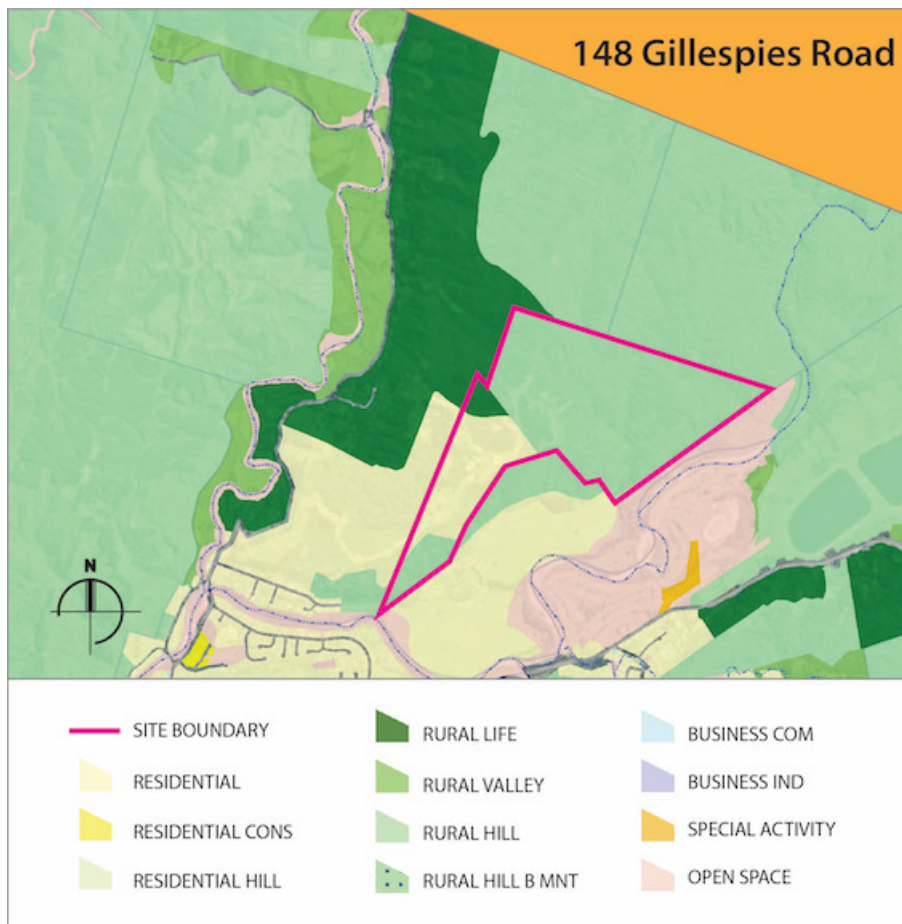 148 Gillespies Road
N
SITE BOUNDARY
RESIDENTIAL
RESIDENTIAL CONS
RESIDENTIAL HILL
RURAL LIFE
RURAL VALLEY
RURAL HILL
RURAL HILL B MNT
BUSINESS COM
BUSINESS IND
SPECIAL ACTIVITY
OPEN SPACE